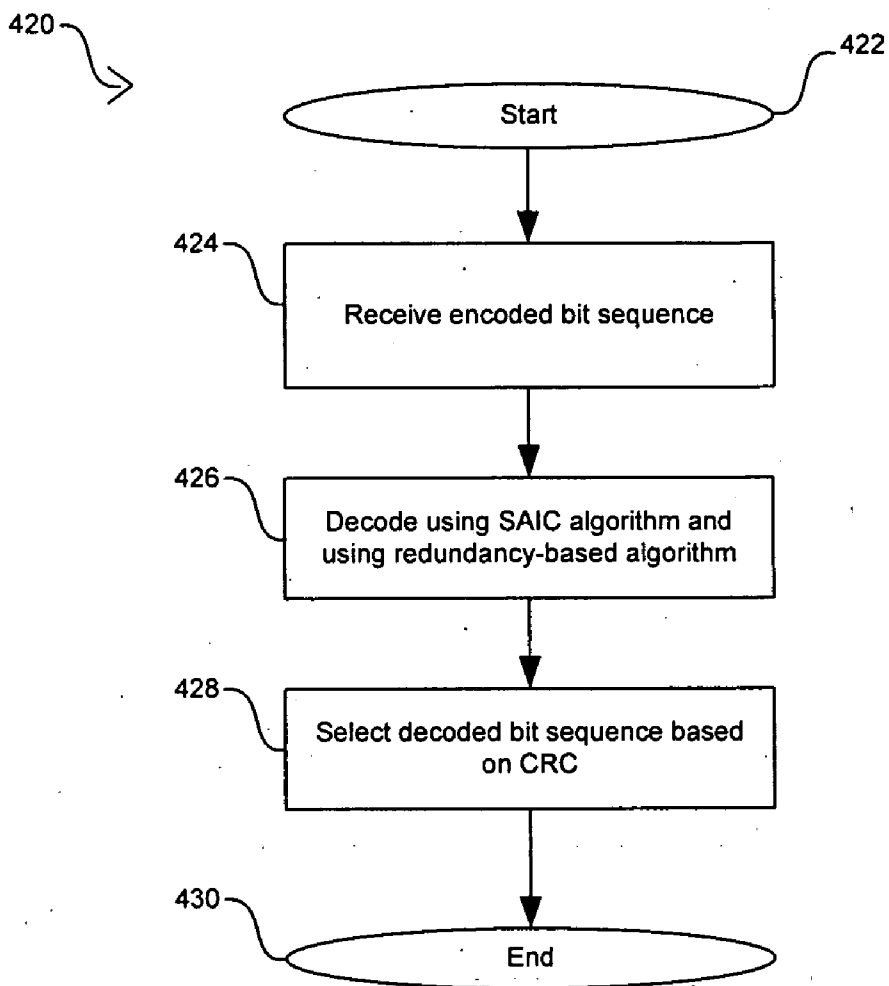 420
422
Start
424
Receive encoded bit sequence
426
Decode using SAIC algorithm and
using redundancy-based algorithm
428
Select decoded bit sequence based
on CRC
430
End